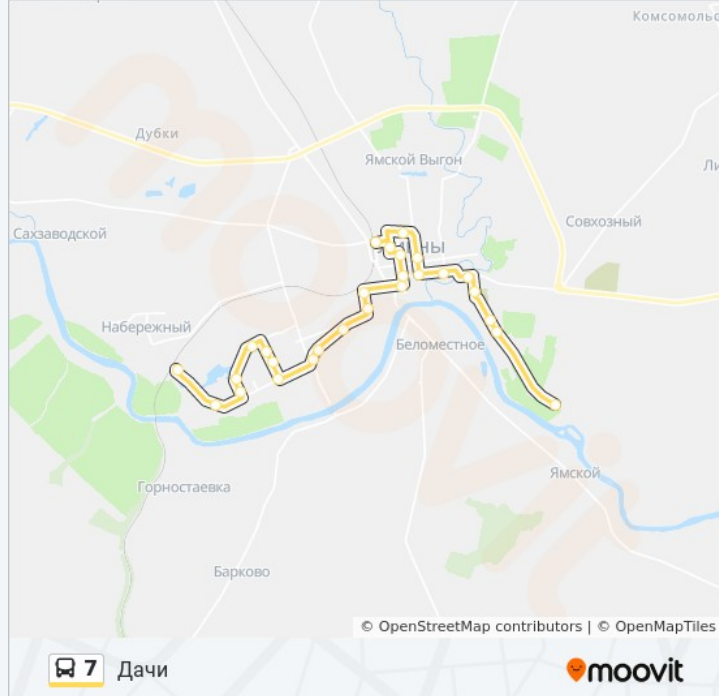 Комсомольс
Дубки
Ямской Выгон
Ли
Совхозный
Сахзаводской
Набережный
Беломестное
Ямской
Горностаевка
Барково
© OpenStreetMap contributors | © OpenMapTiles
7 Дачи
moovit